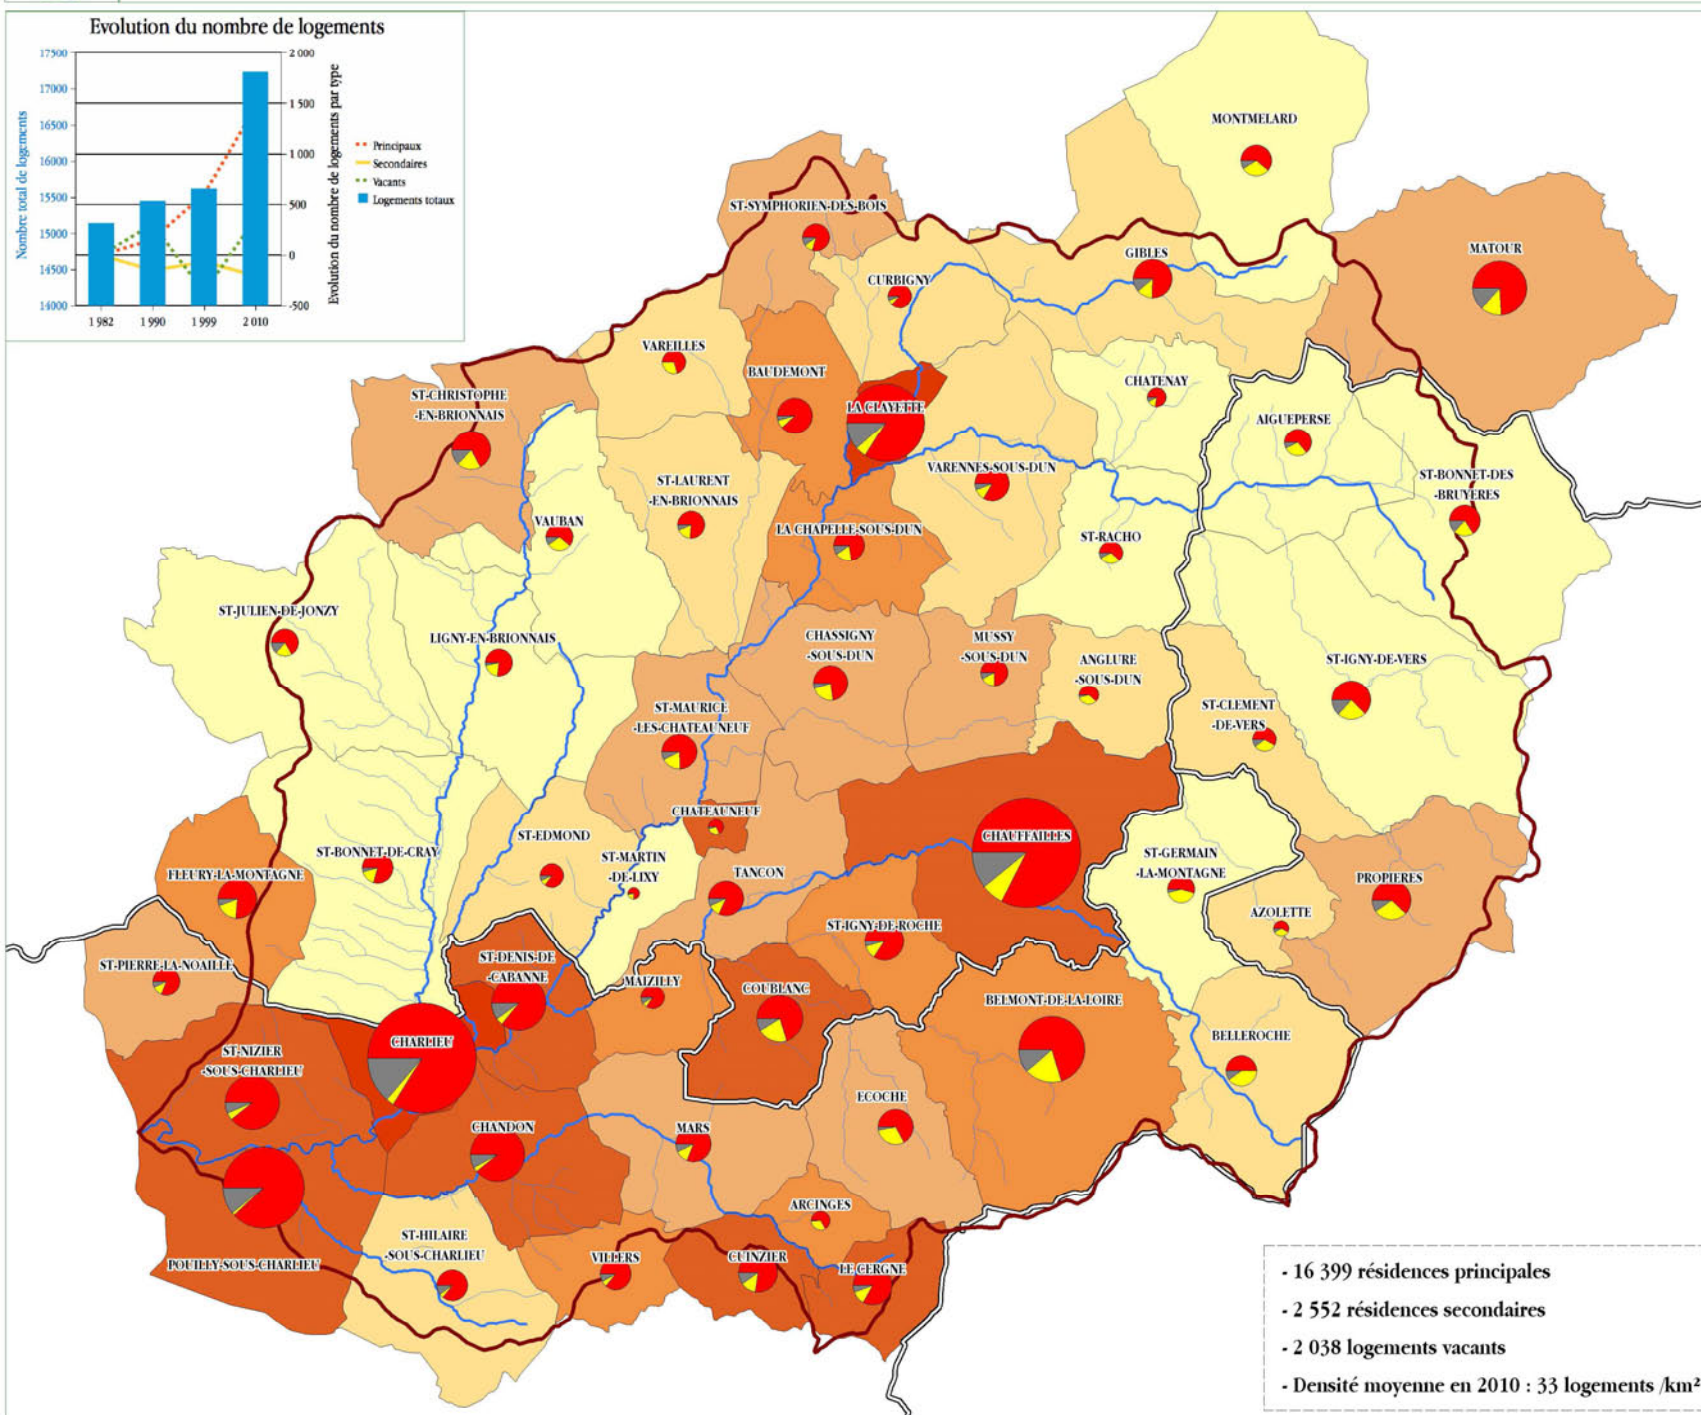 Evolution du nombre de logements
17500
17000
16500
16000
15500
15000
14500
14000
Nombre total de logements
2 000
1 500
1 000
500
0
-500
Evolution du nombre de logements par type
1 982
1 990
1 999
2 010
Principaux
Secondaires
Vacants
Logements totaux
MONTMELARD
ST-SYMPHORIEN-DES-BOIS
MATOUR
GIBLES
CURBIGNY
VAREILLES
BAUDEMONT
CHATENAY
ST-CHRISTOPHE
-EN-BRIONNAIS
LA CLAYETTE
AIGUEPERSE
VARENNES-SOUS-DUN
ST-BONNET-DES
-BRUYERES
ST-LAURENT
-EN-BRIONNAIS
VAUBAN
LA CHAPELLE-SOUS-DUN
ST-RACHO
ST-JULIEN-DE-JONZY
LIGNY-EN-BRIONNAIS
CHASSIGNY
-SOUS-DUN
MUSSY
-SOUS-DUN
ANGLURE
-SOUS-DUN
ST-IGNY-DE-VERS
ST-MAURICE
-LES-CHATEAUNEUF
ST-CLEMENT
-DE-VERS
CHATEAUNEUF
CHAUFFAILLES
ST-EDMOND
ST-BONNET-DE-CRAY
ST-MARTIN
-DE-LIXY
ST-GERMAIN
-LA-MONTAGNE
FLEURY-LA-MONTAGNE
TANCON
PROPIERES
AZOLETTE
ST-IGNY-DE-ROCHE
ST-PIERRE-LA-NOAILLE
ST-DENIS-DE
-CABANNE
MAIZILLY
COUBLANC
BELMONT-DE-LA-LOIRE
BELLEROCHE
CHARLIEU
ST-NIZIER
-SOUS-CHARLIEU
ECOCHE
CHANDON
MARS
ARCINGES
ST-HILAIRE
-SOUS-CHARLIEU
POUILLY-SOUS-CHARLIEU
VILLERS
CUINZIER
LE CERGNE
- 16 399 résidences principales
- 2 552 résidences secondaires
- 2 038 logements vacants
- Densité moyenne en 2010 : 33 logements /km²